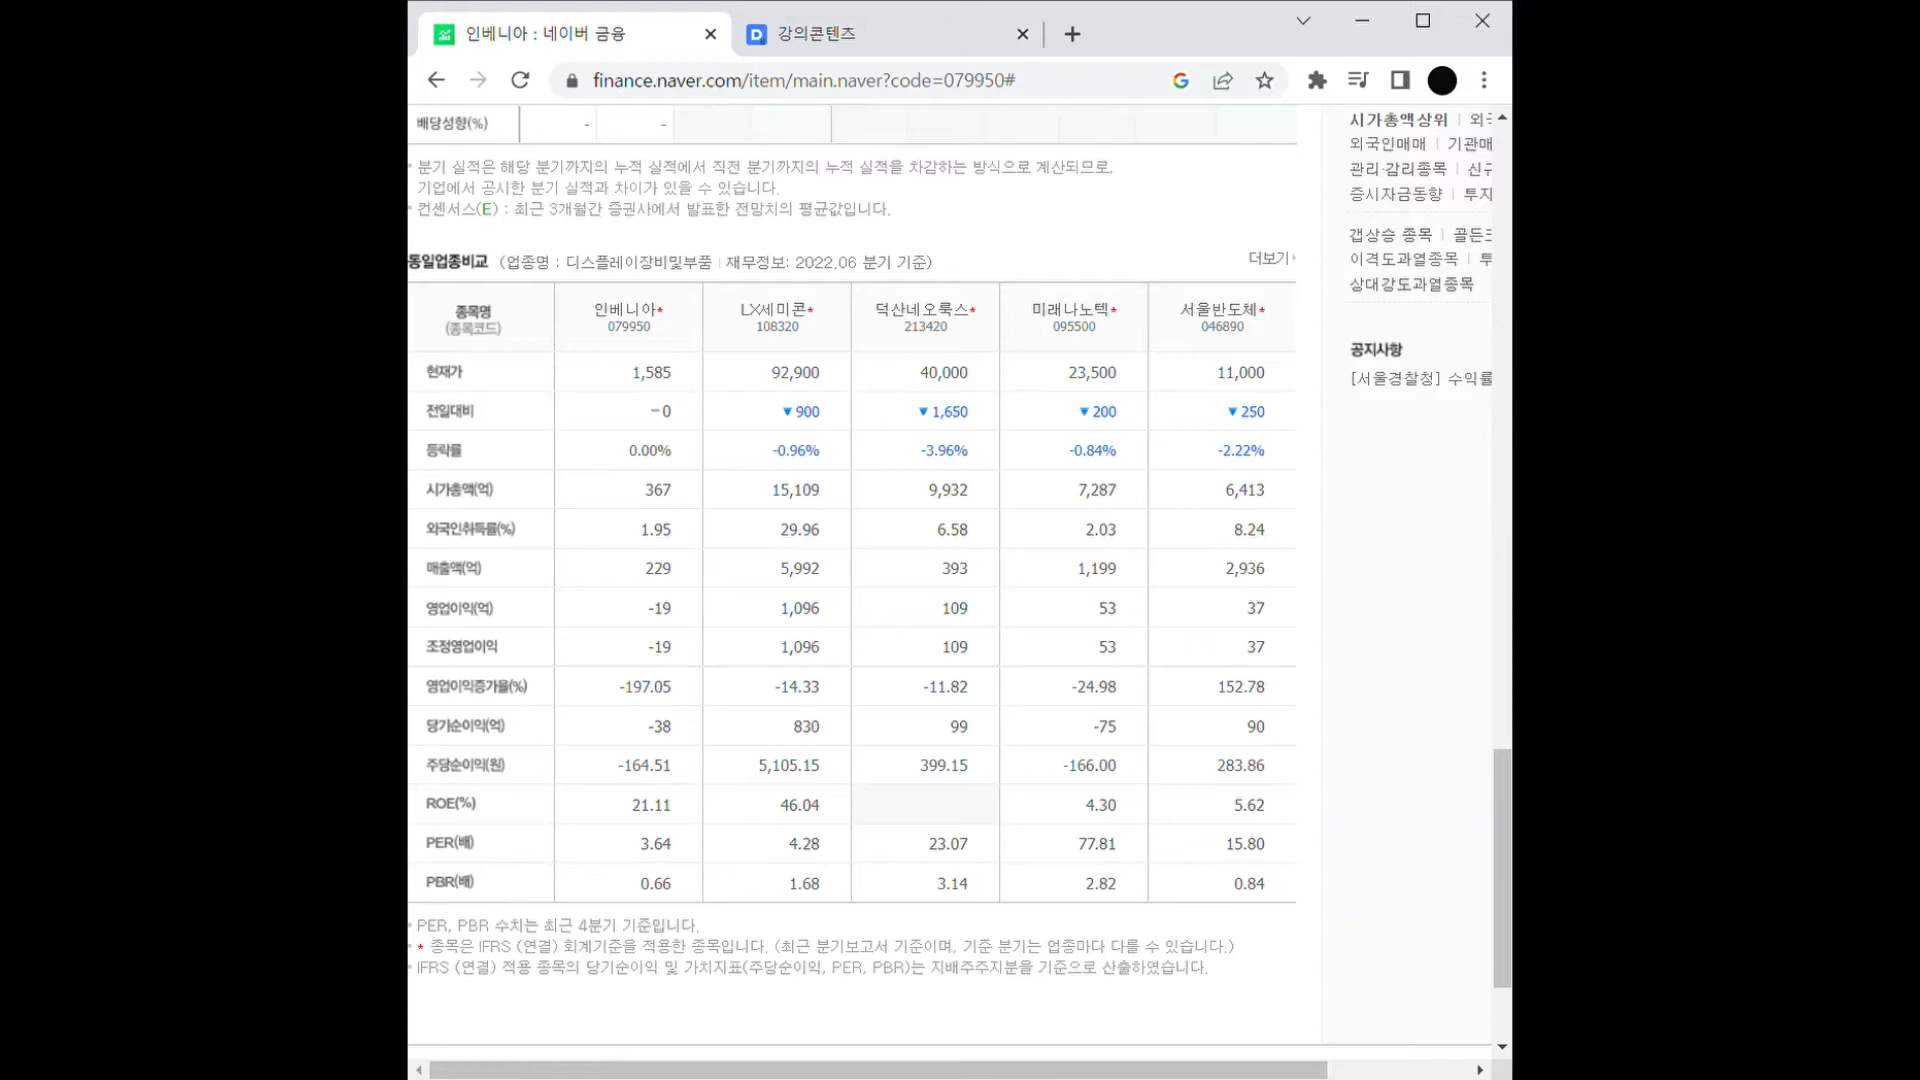 인베니아 : 네이버 금융
강의콘텐츠
finance.naver.com/item/main.naver?code=079950#
배당성향(%) - -
* 분기 실적은 해당 분기까지의 누적 실적에서 직전 분기까지의 누적 실적을 차감하는 방식으로 계산되므로,
기업에서 공시한 분기 실적과 차이가 있을 수 있습니다.
* 컨센서스(E) : 최근 3개월간 증권사에서 발표한 전망치의 평균값입니다.
동일업종비교 (업종명 : 디스플레이장비및부품 | 재무정보: 2022.06 분기 기준) 더보기
종목명 인베니아* LX세미콘* 덕산네오룩스* 미래나노텍* 서울반도체*
(종목코드) 079950 108320 213420 095500 046890
현재가 1,585 92,900 40,000 23,500 11,000
전일대비 −0 ▼900 ▼1,650 ▼200 ▼250
등락률 0.00% -0.96% -3.96% -0.84% -2.22%
시가총액(억) 367 15,109 9,932 7,287 6,413
외국인취득률(%) 1.95 29.96 6.58 2.03 8.24
매출액(억) 229 5,992 393 1,199 2,936
영업이익(억) -19 1,096 109 53 37
조정영업이익 -19 1,096 109 53 37
영업이익증가율(%) -197.05 -14.33 -11.82 -24.98 152.78
당기순이익(억) -38 830 99 -75 90
주당순이익(원) -164.51 5,105.15 399.15 -166.00 283.86
ROE(%) 21.11 46.04 4.30 5.62
PER(배) 3.64 4.28 23.07 77.81 15.80
PBR(배) 0.66 1.68 3.14 2.82 0.84
* PER, PBR 수치는 최근 4분기 기준입니다.
* * 종목은 IFRS (연결) 회계기준을 적용한 종목입니다. (최근 분기보고서 기준이며, 기준 분기는 업종마다 다를 수 있습니다.)
* IFRS (연결) 적용 종목의 당기순이익 및 가치지표(주당순이익, PER, PBR)는 지배주주지분을 기준으로 산출하였습니다.
시가총액상위 |
외국인매매 | 기관매
관리·감리종목 |
증시자금동향 | 투자
갭상승 종목 |
이격도과열종목 | 투
상대강도과열종목
공지사항
[서울경찰청] 수익률